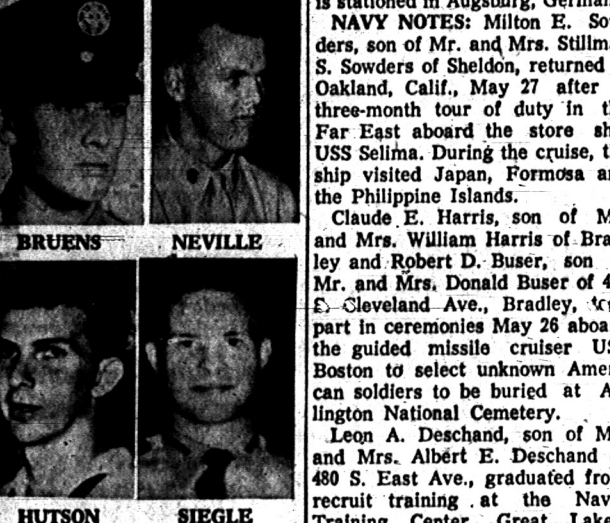 BRUENS NEVILLE
HUTSON SIEGLE
is stationed in Augsburg, German
NAVY NOTES: Milton E. So
ders, son of Mr. and Mrs. Stillm
S. Sowders of Sheldon, returned
Oakland, Calif., May 27 after
three-month tour of duty in t
Far East aboard the store sh
USS Selima. During the cruise, t
ship visited Japan, Formosa a
the Philippine Islands.
Claude E. Harris, son of M
and Mrs. William Harris of Bra
ley and Robert D. Buser, son
Mr. and Mrs. Donald Buser of 4
Cleveland Ave., Bradley,
part in ceremonies May 26 aboa
the guided missile cruiser US
Boston to select unknown Amer
can soldiers to be buried at A
lington National Cemetery.
Leon A. Deschand, son of M
and Mrs. Albert E. Deschand
480 S. East Ave., graduated fro
recruit training at the Nav
Training Center, Great Lake